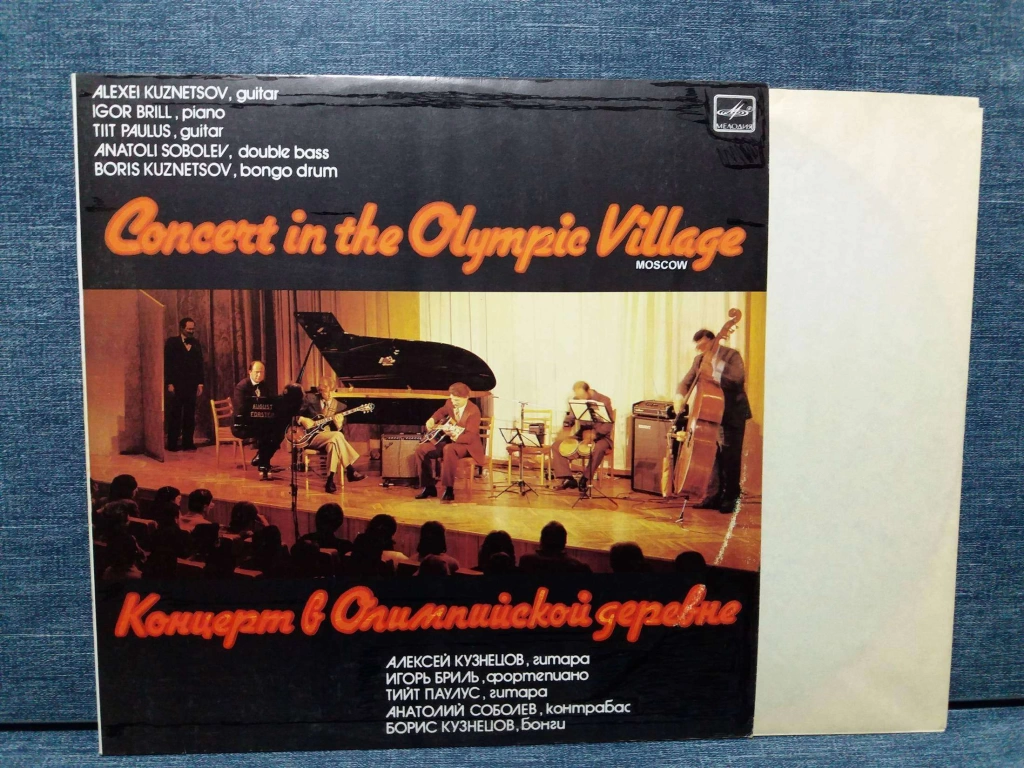 ALEXEI KUZNETSOV, guitar
IGOR BRILL, piano
TIIT PAULUS, guitar
ANATOLI SOBOLEV, double bass
BORIS KUZNETSOV, bongo drum
МЕЛОДИЯ
Concert in the Olympic Village
MOSCOW
AUGUST
FÖRSTER
Концерт в Олимпийской деревне
АЛЕКСЕЙ КУЗНЕЦОВ, гитара
ИГОРЬ БРИЛЬ, фортепиано
ТИЙТ ПАУЛУС, гитара
АНАТОЛИЙ СОБОЛЕВ, контрабас
БОРИС КУЗНЕЦОВ, бонги